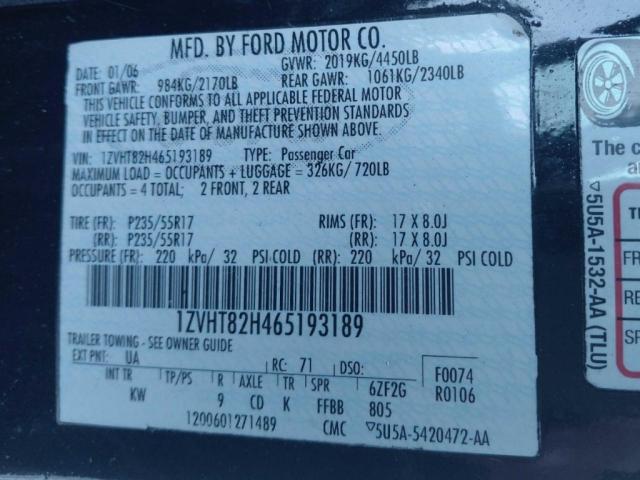 MFD. BY FORD MOTOR CO.
DATE: 01/06 GVWR: 2019KG/4450LB
FRONT GAWR: 984KG/2170LB REAR GAWR: 1061KG/2340LB
THIS VEHICLE CONFORMS TO ALL APPLICABLE FEDERAL MOTOR
VEHICLE SAFETY, BUMPER, AND THEFT PREVENTION STANDARDS
IN EFFECT ON THE DATE OF MANUFACTURE SHOWN ABOVE.
VIN: 1ZVHT82H465193189 TYPE: Passenger Car
MAXIMUM LOAD = OCCUPANTS + LUGGAGE = 326KG/ 720LB
OCCUPANTS = 4 TOTAL; 2 FRONT, 2 REAR
TIRE (FR): P235/55R17 RIMS (FR): 17 X 8.0J
(RR): P235/55R17 (RR): 17 X 8.0J
PRESSURE (FR): 220 kPa/ 32 PSI COLD (RR): 220 kPa/ 32 PSI COLD
1ZVHT82H465193189
TRAILER TOWING - SEE OWNER GUIDE
EXT PNT: UA RC: 71 DSO: F0074
INT TR TP/PS R AXLE TR SPR 6ZF2G R0106
KW 9 CD K FFBB 805
1200601271489 CMC ▽5U5A-5420472-AA
▽5U5A-1532-AA (TLU)
The c
a
FR
RE
SP